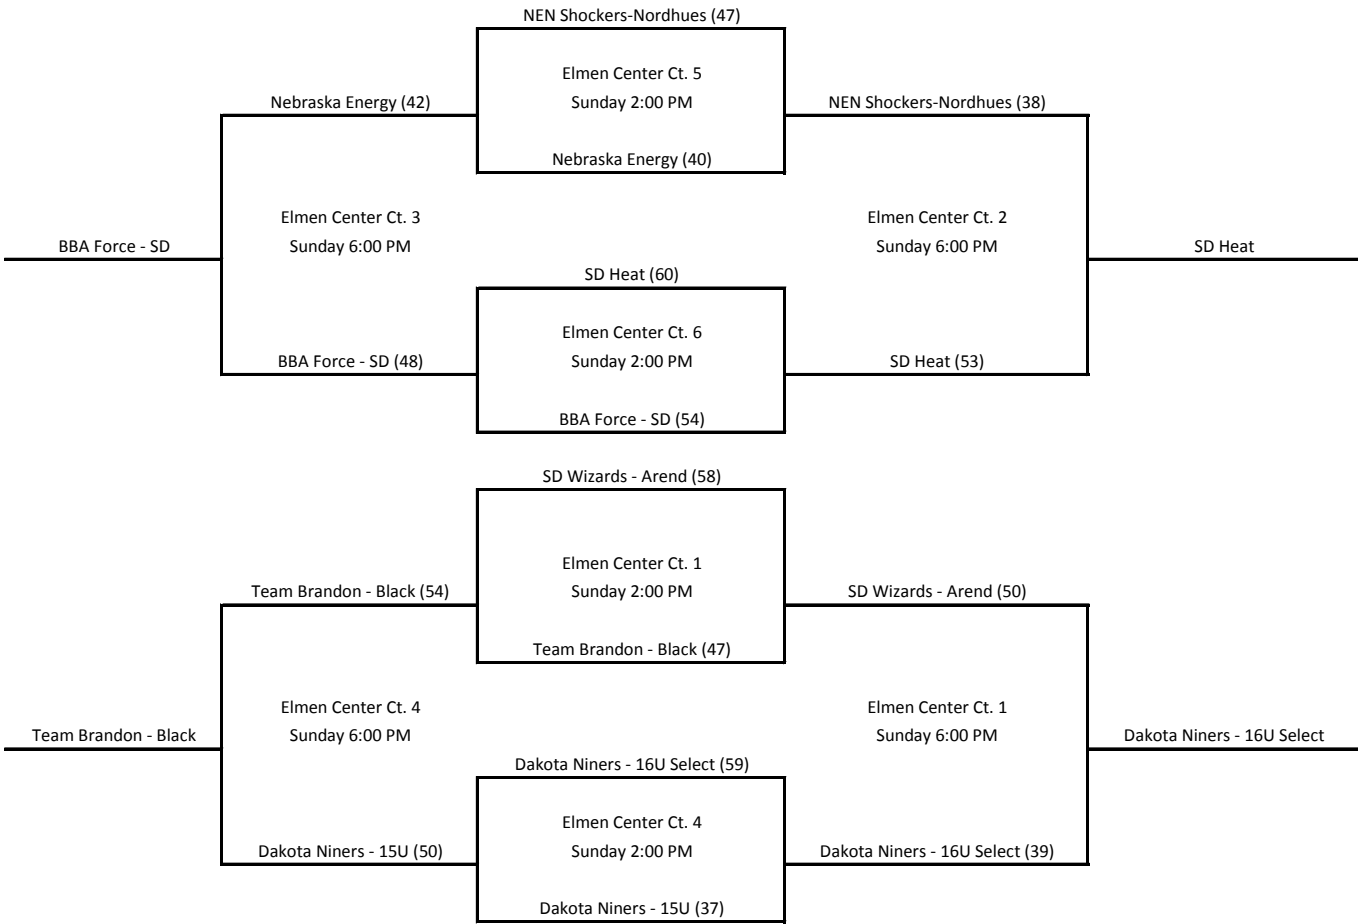 NEN Shockers-Nordhues (47)
Elmen Center Ct. 5
Nebraska Energy (42)
Sunday 2:00 PM
NEN Shockers-Nordhues (38)
Nebraska Energy (40)
Elmen Center Ct. 3
Elmen Center Ct. 2
BBA Force - SD
Sunday 6:00 PM
Sunday 6:00 PM
SD Heat
SD Heat (60)
Elmen Center Ct. 6
BBA Force - SD (48)
Sunday 2:00 PM
SD Heat (53)
BBA Force - SD (54)
SD Wizards - Arend (58)
Elmen Center Ct. 1
Team Brandon - Black (54)
Sunday 2:00 PM
SD Wizards - Arend (50)
Team Brandon - Black (47)
Elmen Center Ct. 4
Elmen Center Ct. 1
Team Brandon - Black
Sunday 6:00 PM
Sunday 6:00 PM
Dakota Niners - 16U Select
Dakota Niners - 16U Select (59)
Elmen Center Ct. 4
Dakota Niners - 15U (50)
Sunday 2:00 PM
Dakota Niners - 16U Select (39)
Dakota Niners - 15U (37)